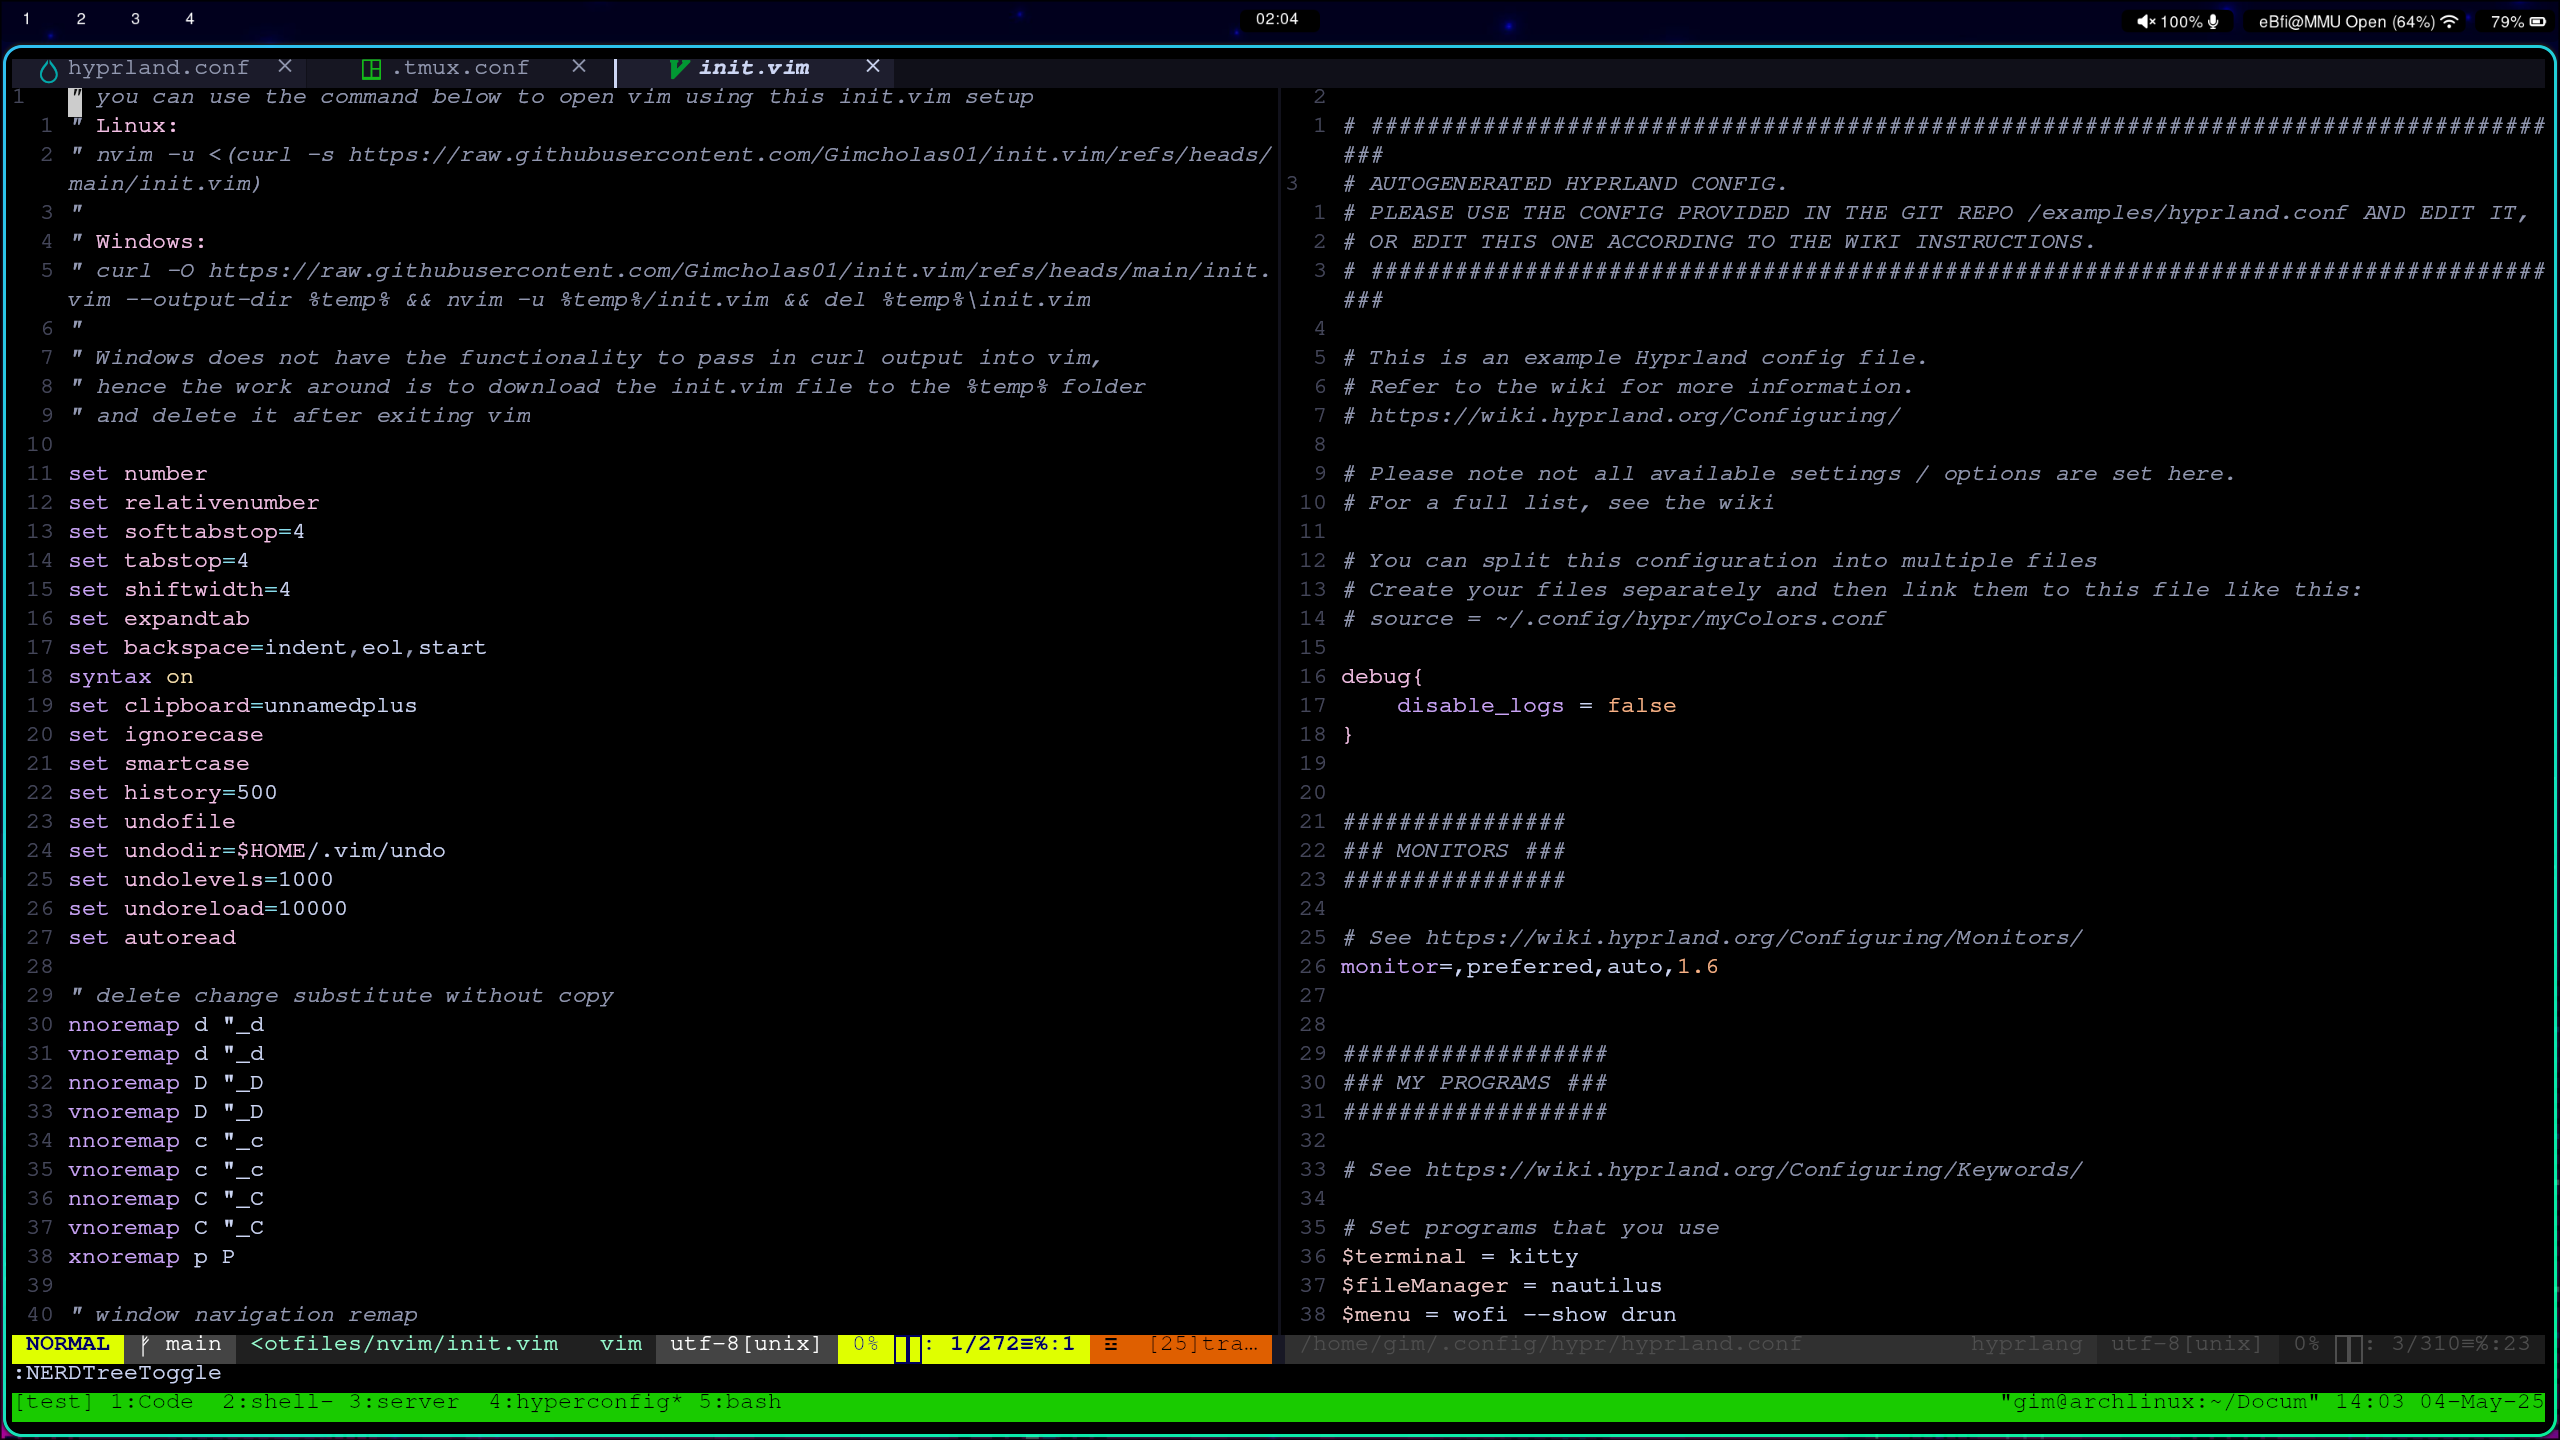 1 2 3 4 02:04 100% eBfi@MMU Open (64%) 79%
hyprland.conf × .tmux.conf × init.vim ×
1 " you can use the command below to open vim using this init.vim setup
1 " Linux:
2 " nvim -u <(curl -s https://raw.githubusercontent.com/Gimcholas01/init.vim/refs/heads/
main/init.vim)
3 "
4 " Windows:
5 " curl -O https://raw.githubusercontent.com/Gimcholas01/init.vim/refs/heads/main/init.
vim --output-dir %temp% && nvim -u %temp%/init.vim && del %temp%\init.vim
6 "
7 " Windows does not have the functionality to pass in curl output into vim,
8 " hence the work around is to download the init.vim file to the %temp% folder
9 " and delete it after exiting vim
10
11 set number
12 set relativenumber
13 set softtabstop=4
14 set tabstop=4
15 set shiftwidth=4
16 set expandtab
17 set backspace=indent,eol,start
18 syntax on
19 set clipboard=unnamedplus
20 set ignorecase
21 set smartcase
22 set history=500
23 set undofile
24 set undodir=$HOME/.vim/undo
25 set undolevels=1000
26 set undoreload=10000
27 set autoread
28
29 " delete change substitute without copy
30 nnoremap d "_d
31 vnoremap d "_d
32 nnoremap D "_D
33 vnoremap D "_D
34 nnoremap c "_c
35 vnoremap c "_c
36 nnoremap C "_C
37 vnoremap C "_C
38 xnoremap p P
39
40 " window navigation remap
2
1 # ####################################################################################
###
3 # AUTOGENERATED HYPRLAND CONFIG.
1 # PLEASE USE THE CONFIG PROVIDED IN THE GIT REPO /examples/hyprland.conf AND EDIT IT,
2 # OR EDIT THIS ONE ACCORDING TO THE WIKI INSTRUCTIONS.
3 # ####################################################################################
###
4
5 # This is an example Hyprland config file.
6 # Refer to the wiki for more information.
7 # https://wiki.hyprland.org/Configuring/
8
9 # Please note not all available settings / options are set here.
10 # For a full list, see the wiki
11
12 # You can split this configuration into multiple files
13 # Create your files separately and then link them to this file like this:
14 # source = ~/.config/hypr/myColors.conf
15
16 debug{
17     disable_logs = false
18 }
19
20
21 ################
22 ### MONITORS ###
23 ################
24
25 # See https://wiki.hyprland.org/Configuring/Monitors/
26 monitor=,preferred,auto,1.6
27
28
29 ###################
30 ### MY PROGRAMS ###
31 ###################
32
33 # See https://wiki.hyprland.org/Configuring/Keywords/
34
35 # Set programs that you use
36 $terminal = kitty
37 $fileManager = nautilus
38 $menu = wofi --show drun
NORMAL main <otfiles/nvim/init.vim vim utf-8[unix] 0% : 1/272≡%:1 ☲ [25]tra…
/home/gim/.config/hypr/hyprland.conf hyprlang utf-8[unix] 0% : 3/310≡%:23
:NERDTreeToggle
[test] 1:Code 2:shell- 3:server 4:hyperconfig* 5:bash "gim@archlinux:~/Docum" 14:03 04-May-25